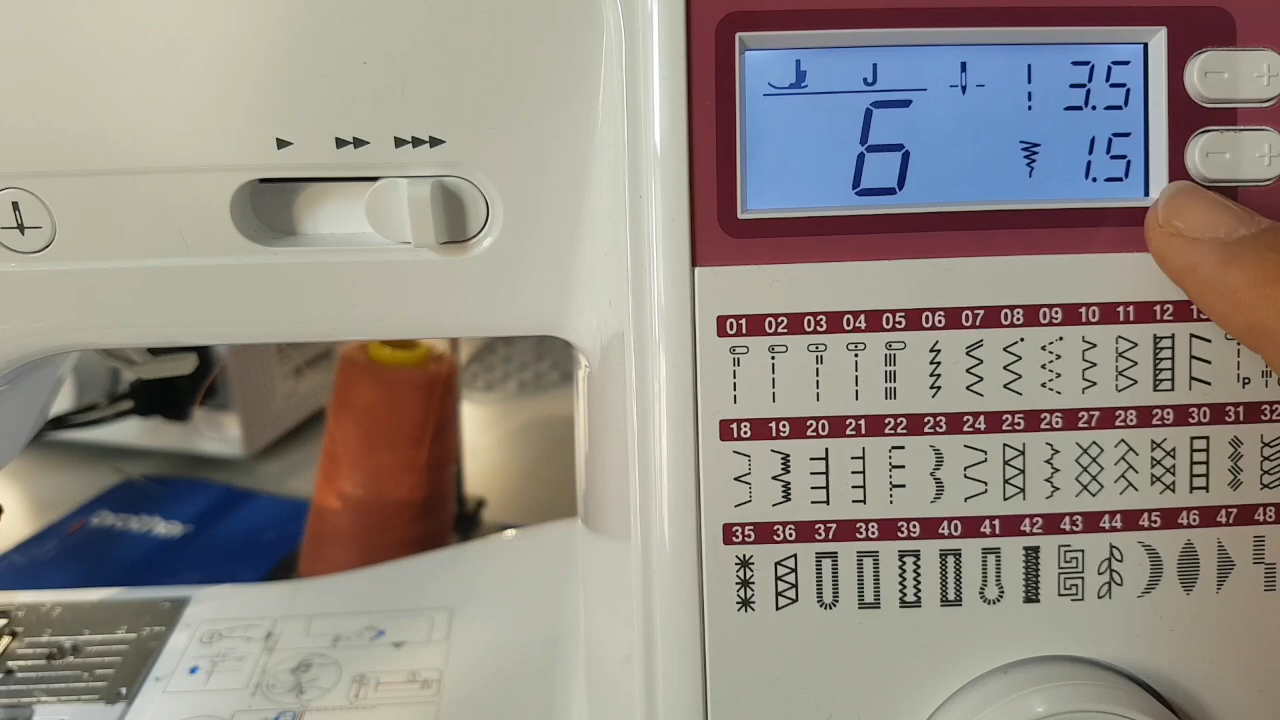 J 3.5
6 1.5
01 02 03 04 05 06 07 08 09 10 11 12
P
18 19 20 21 22 23 24 25 26 27 28 29 30 31 32
35 36 37 38 39 40 41 42 43 44 45 46 47 48
brother